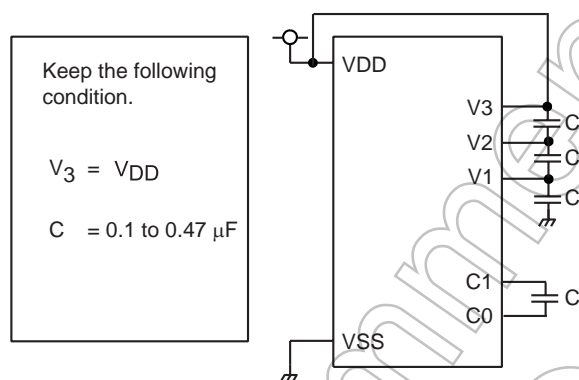 Keep the following
condition.
V3 = VDD
C = 0.1 to 0.47 μF
VDD
V3
C
V2
C
V1
C
C1
C
C0
VSS